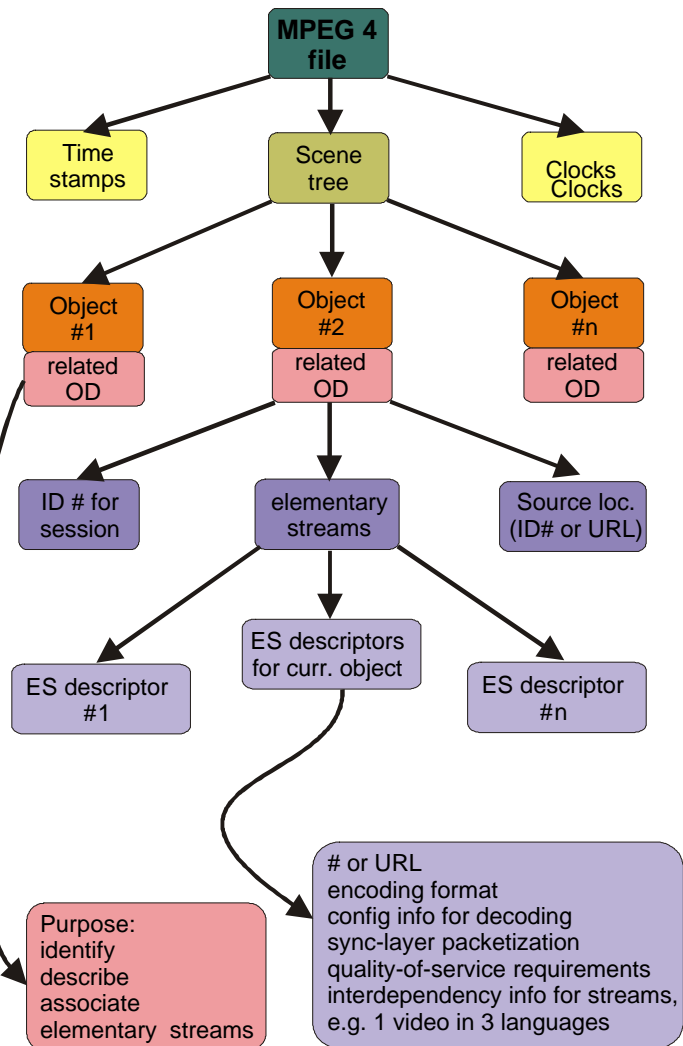 MPEG 4
file
Time
stamps
Scene
tree
Clocks
Clocks
Object
#1
Object
#2
Object
#n
related
OD
related
OD
related
OD
ID # for
session
elementary
streams
Source loc.
(ID# or URL)
ES descriptor
#1
ES descriptors
for curr. object
ES descriptor
#n
Purpose:
identify
describe
associate
elementary streams
# or URL
encoding format
config info for decoding
sync-layer packetization
quality-of-service requirements
interdependency info for streams,
e.g. 1 video in 3 languages